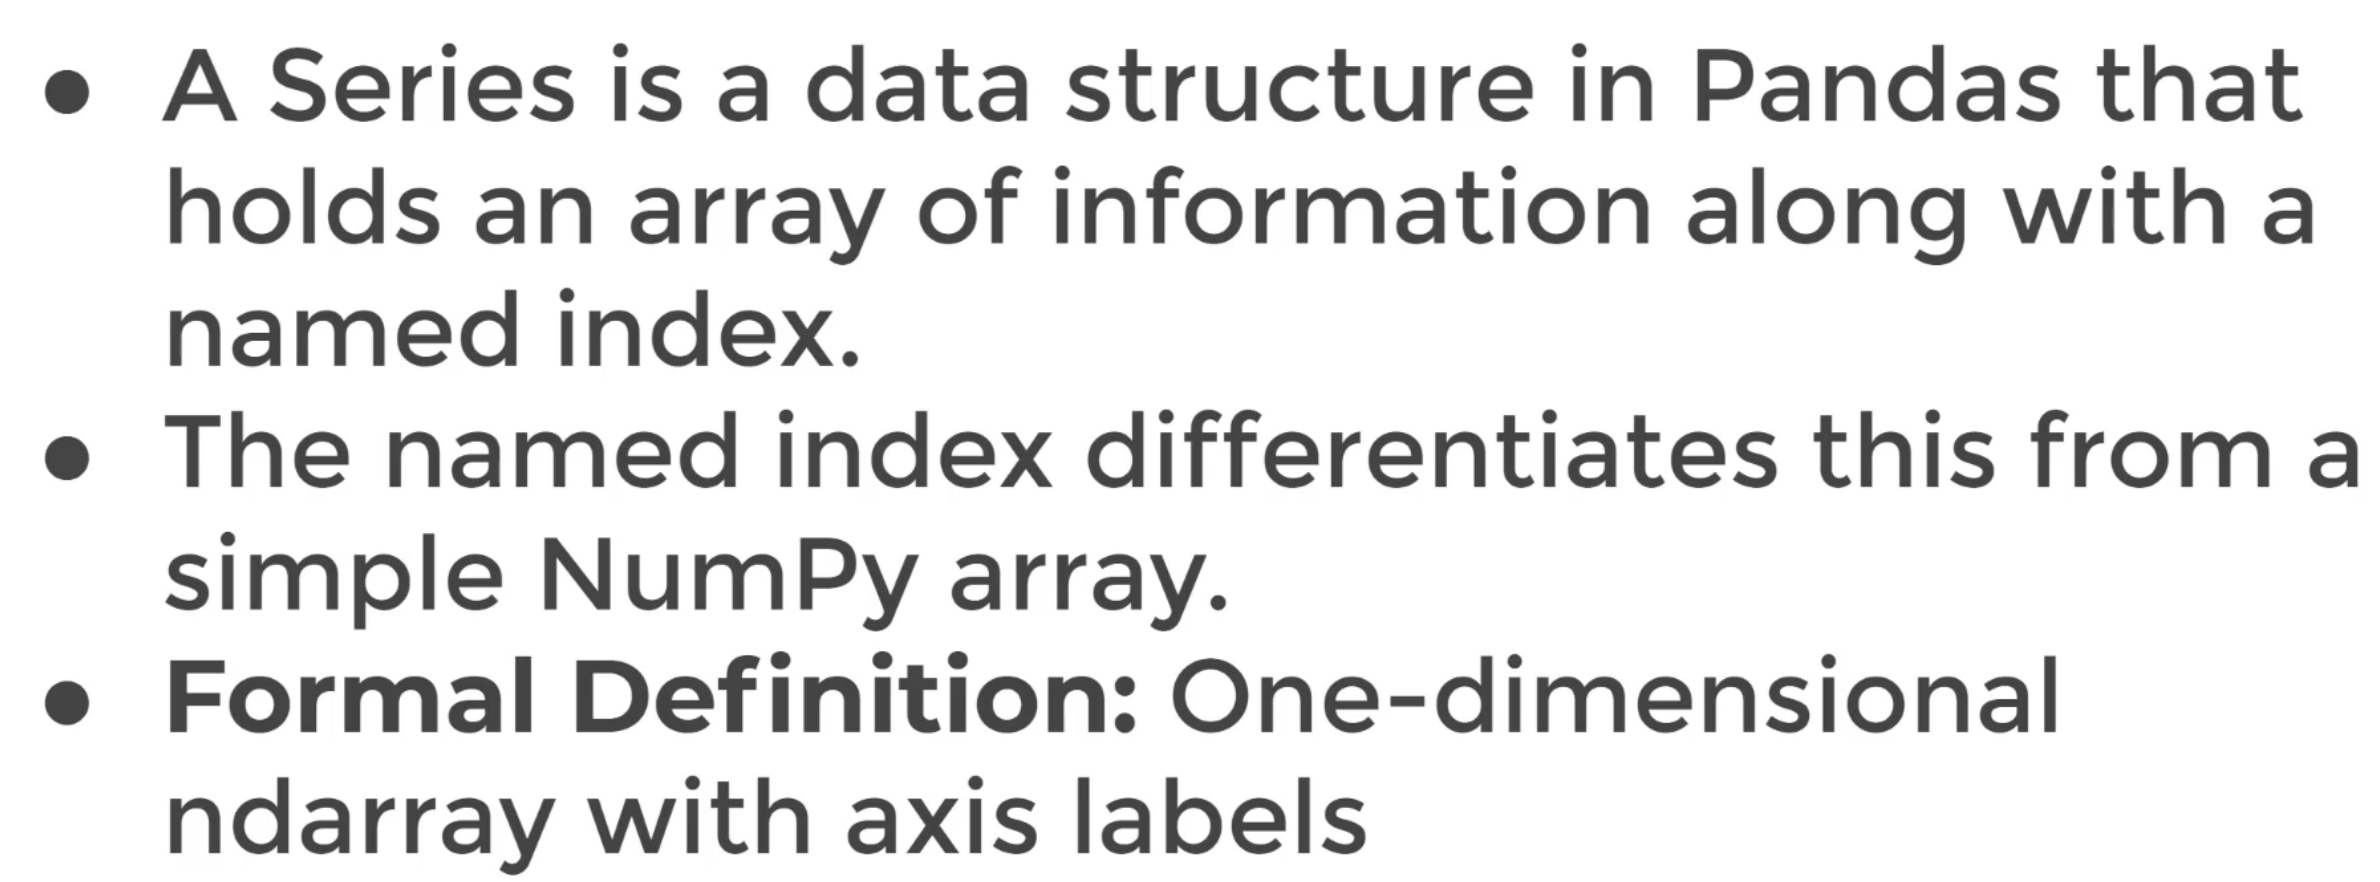 • A Series is a data structure in Pandas that
holds an array of information along with a
named index.
• The named index differentiates this from a
simple NumPy array.
• Formal Definition: One-dimensional
ndarray with axis labels